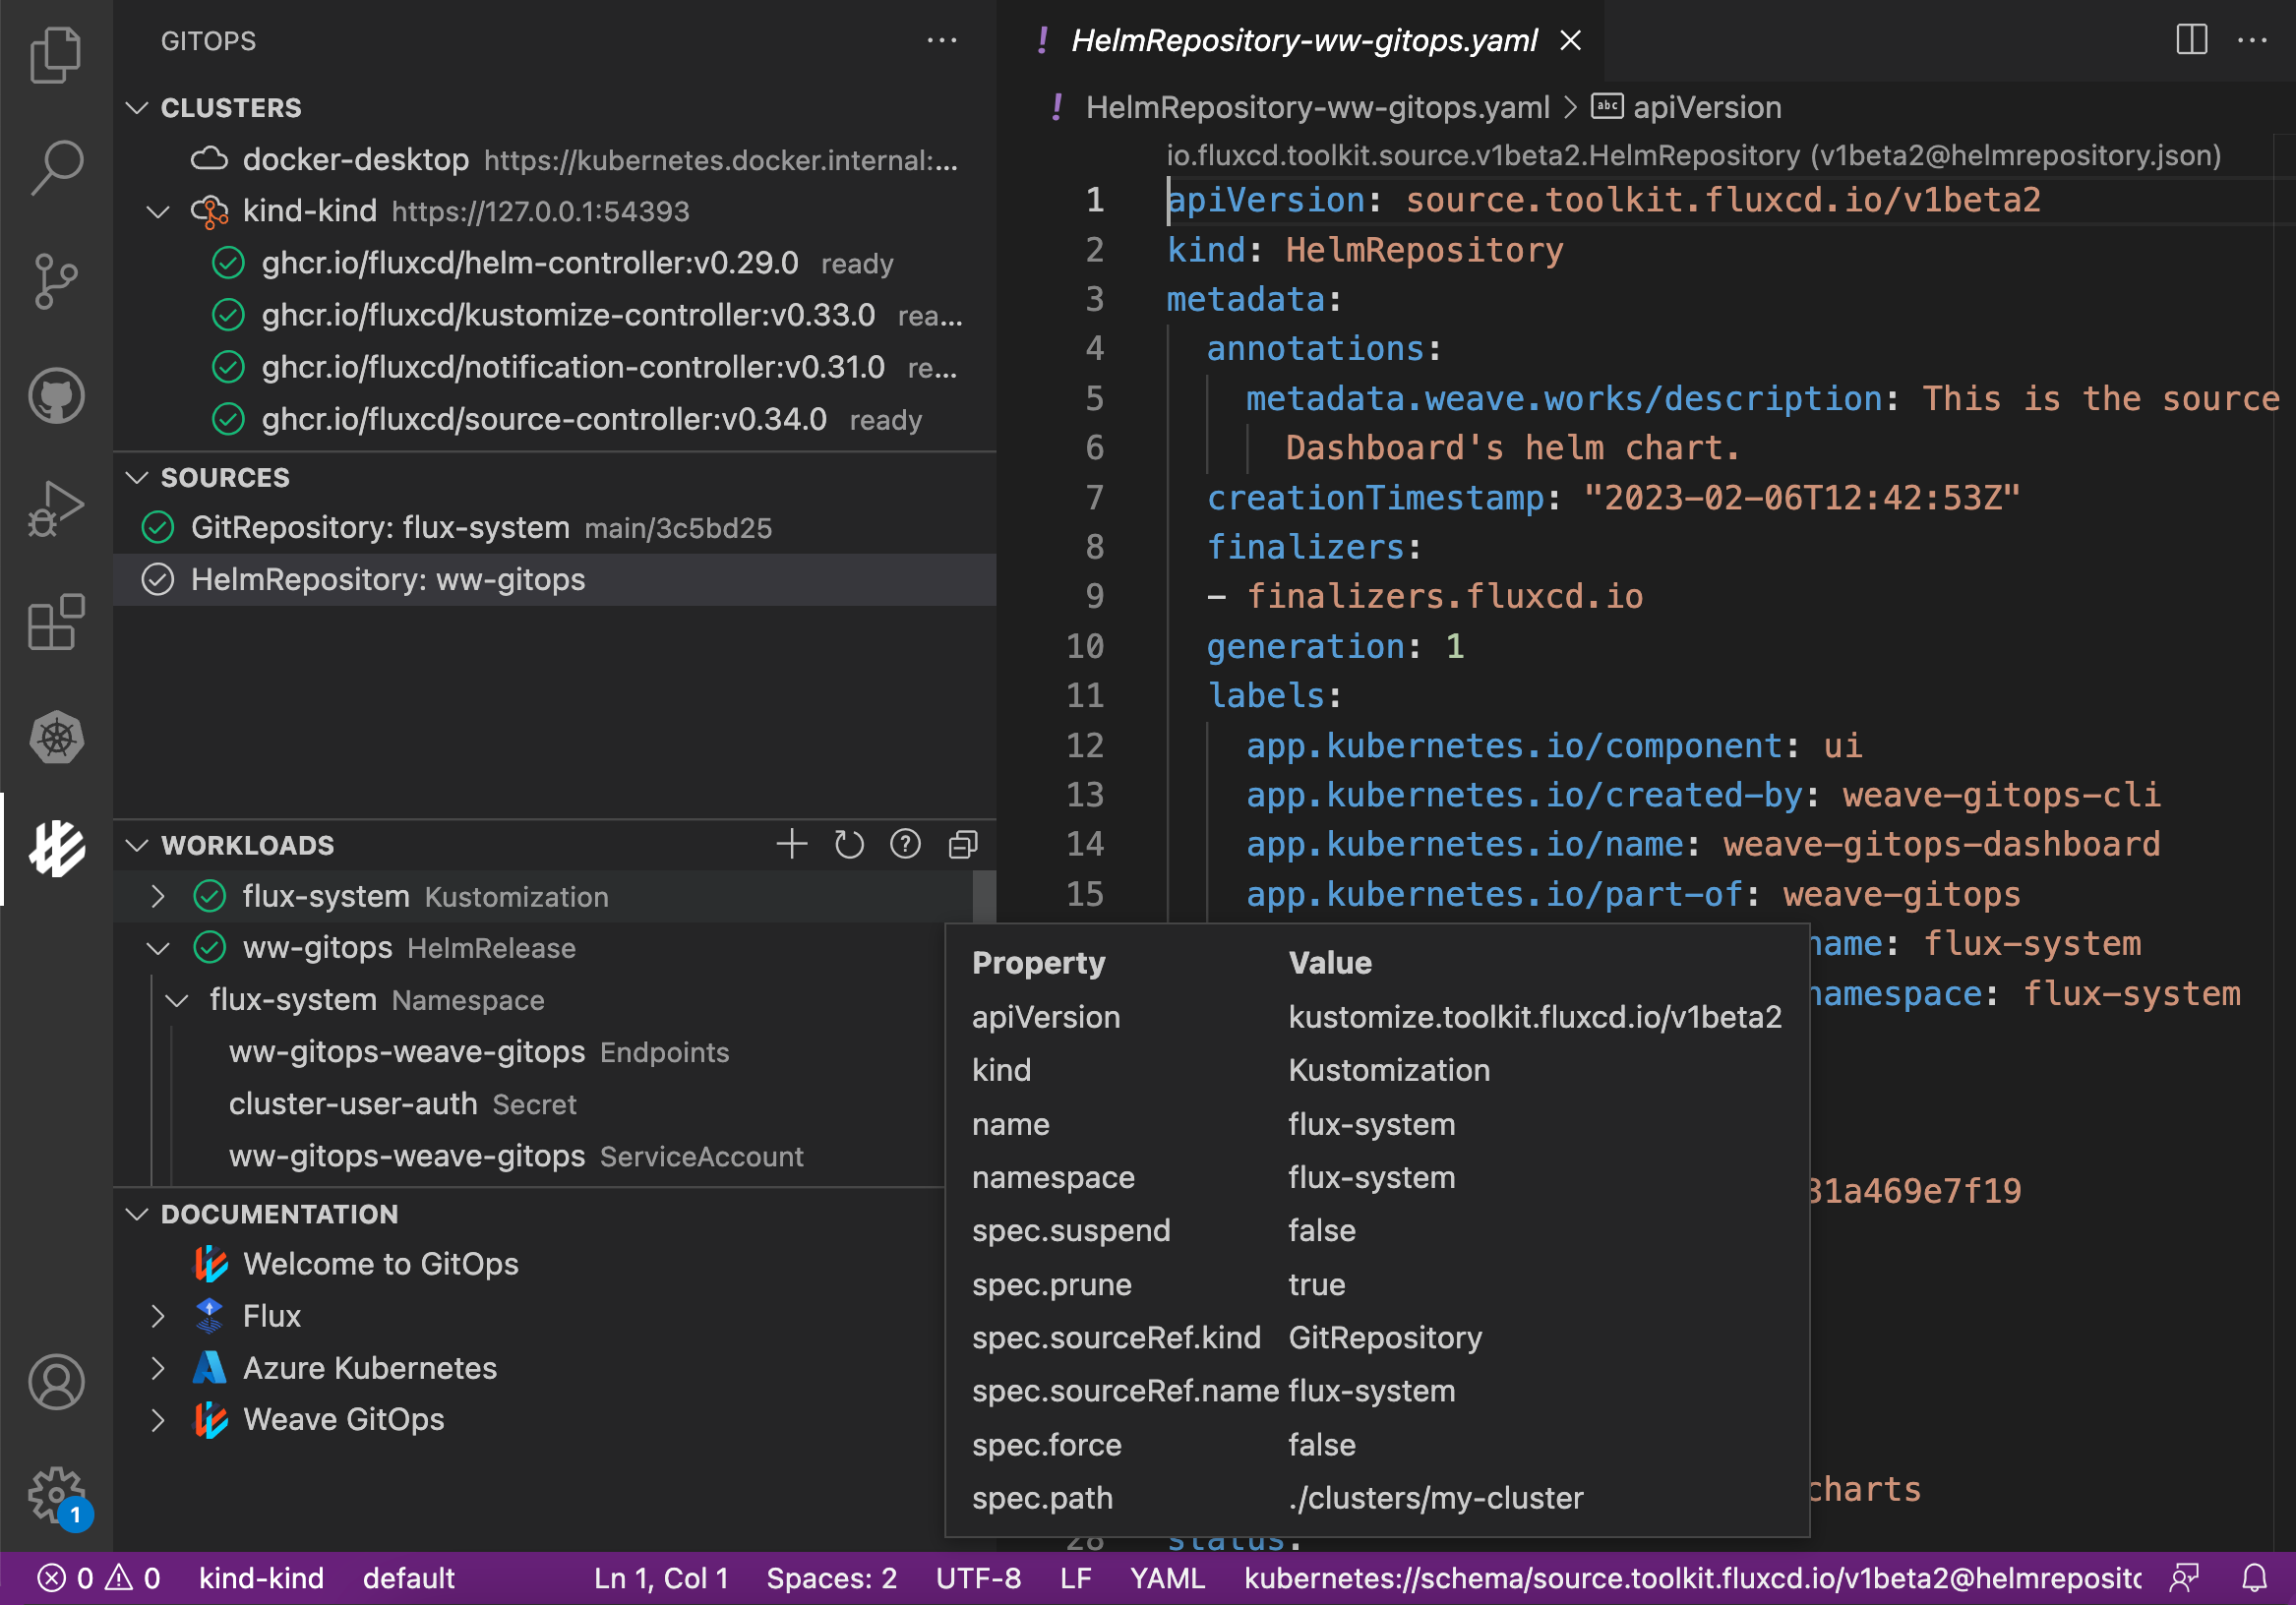 GITOPS
CLUSTERS
docker-desktop https://kubernetes.docker.internal:...
kind-kind https://127.0.0.1:54393
ghcr.io/fluxcd/helm-controller:v0.29.0 ready
ghcr.io/fluxcd/kustomize-controller:v0.33.0 rea...
ghcr.io/fluxcd/notification-controller:v0.31.0 re...
ghcr.io/fluxcd/source-controller:v0.34.0 ready
SOURCES
GitRepository: flux-system main/3c5bd25
HelmRepository: ww-gitops
WORKLOADS
flux-system Kustomization
ww-gitops HelmRelease
flux-system Namespace
ww-gitops-weave-gitops Endpoints
cluster-user-auth Secret
ww-gitops-weave-gitops ServiceAccount
DOCUMENTATION
Welcome to GitOps
Flux
Azure Kubernetes
Weave GitOps
1
! HelmRepository-ww-gitops.yaml
! HelmRepository-ww-gitops.yaml > abc apiVersion
io.fluxcd.toolkit.source.v1beta2.HelmRepository (v1beta2@helmrepository.json)
1 apiVersion: source.toolkit.fluxcd.io/v1beta2
2 kind: HelmRepository
3 metadata:
4 annotations:
5 metadata.weave.works/description: This is the source
6 Dashboard's helm chart.
7 creationTimestamp: "2023-02-06T12:42:53Z"
8 finalizers:
9 - finalizers.fluxcd.io
10 generation: 1
11 labels:
12 app.kubernetes.io/component: ui
13 app.kubernetes.io/created-by: weave-gitops-cli
14 app.kubernetes.io/name: weave-gitops-dashboard
15 app.kubernetes.io/part-of: weave-gitops
name: flux-system
namespace: flux-system
31a469e7f19
charts
28 status:
Property Value
apiVersion kustomize.toolkit.fluxcd.io/v1beta2
kind Kustomization
name flux-system
namespace flux-system
spec.suspend false
spec.prune true
spec.sourceRef.kind GitRepository
spec.sourceRef.name flux-system
spec.force false
spec.path ./clusters/my-cluster
0 0 kind-kind default Ln 1, Col 1 Spaces: 2 UTF-8 LF YAML kubernetes://schema/source.toolkit.fluxcd.io/v1beta2@helmreposito